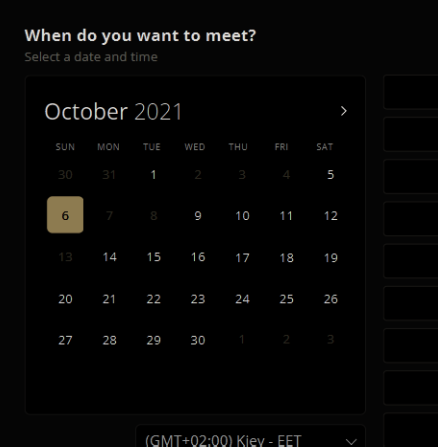 When do you want to meet?
Select a date and time
October 2021
SUN MON TUE WED THU FRI SAT
30 31 1 2 3 4 5
6 7 8 9 10 11 12
13 14 15 16 17 18 19
20 21 22 23 24 25 26
27 28 29 30 1 2 3
(GMT+02:00) Kiev - EET